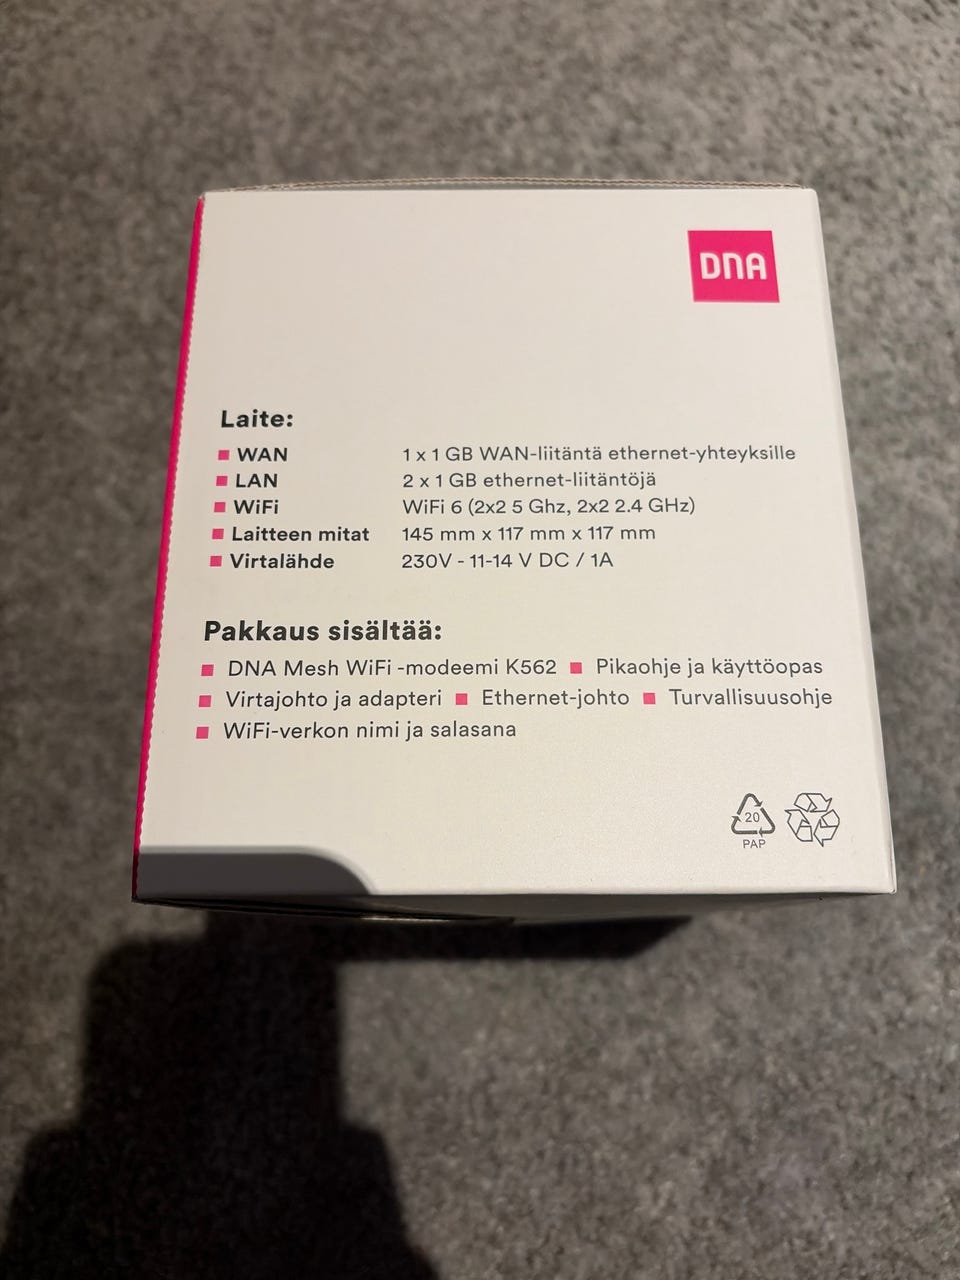 DNA
Laite:
WAN 1 x 1 GB WAN-liitäntä ethernet-yhteyksille
LAN 2 x 1 GB ethernet-liitäntöjä
WiFi WiFi 6 (2x2 5 Ghz, 2x2 2.4 GHz)
Laitteen mitat 145 mm x 117 mm x 117 mm
Virtalähde 230V - 11-14 V DC / 1A
Pakkaus sisältää:
DNA Mesh WiFi -modeemi K562 Pikaohje ja käyttöopas
Virtajohto ja adapteri Ethernet-johto Turvallisuusohje
WiFi-verkon nimi ja salasana
20
PAP